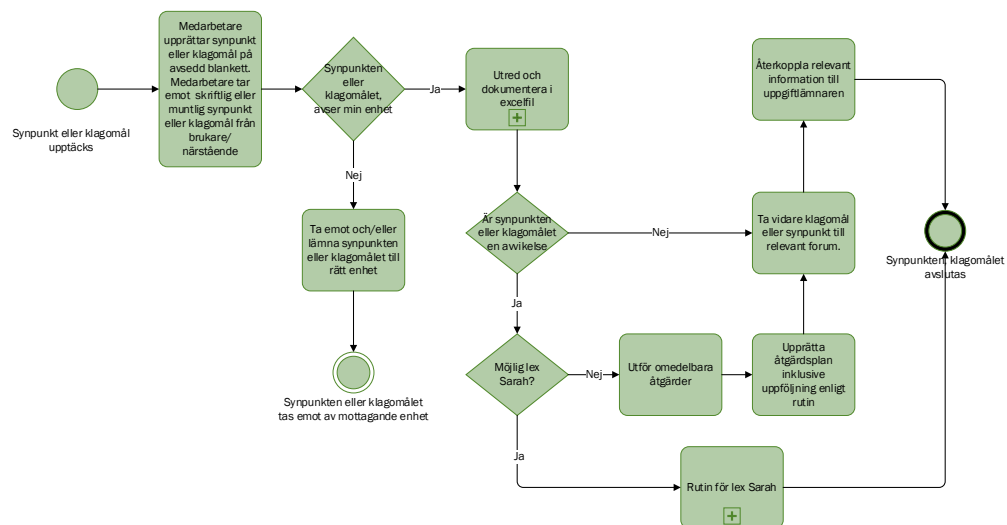 Synpunkt eller klagomål
upptäcks
Medarbetare
upprättar synpunkt
eller klagomål på
avsedd blankett.
Medarbetare tar
emot skriftlig eller
muntlig synpunkt
eller klagomål från
brukare/
närstående
Synpunkten
eller
klagomålet,
avser min enhet
Ja
Nej
Utred och
dokumentera i
excelfil
Ta emot och/eller
lämna synpunkten
eller klagomålet till
rätt enhet
Synpunkten eller klagomålet
tas emot av mottagande enhet
Är synpunkten
eller klagomålet
en avvikelse
Nej
Ja
Ta vidare klagomål
eller synpunkt till
relevant forum.
Återkoppla relevant
information till
uppgiftlämnaren
Synpunkten klagomålet
avslutas
Möjlig lex
Sarah?
Nej
Utför omedelbara
åtgärder
Upprätta
åtgärdsplan
inklusive
uppföljning enligt
rutin
Ja
Rutin för lex Sarah